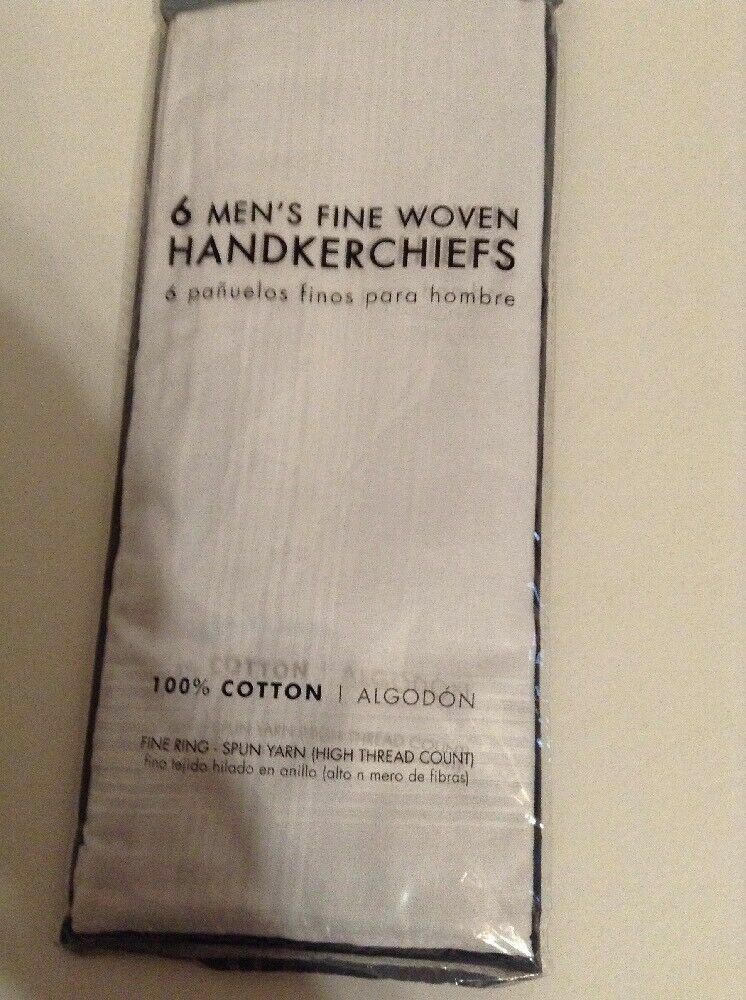 6 MEN'S FINE WOVEN
HANDKERCHIEFS
6 pañuelos finos para hombre
100% COTTON | ALGODÓN
FINE RING - SPUN YARN (HIGH THREAD COUNT)
fino tejido hilado en anillo (alto n mero de fibras)